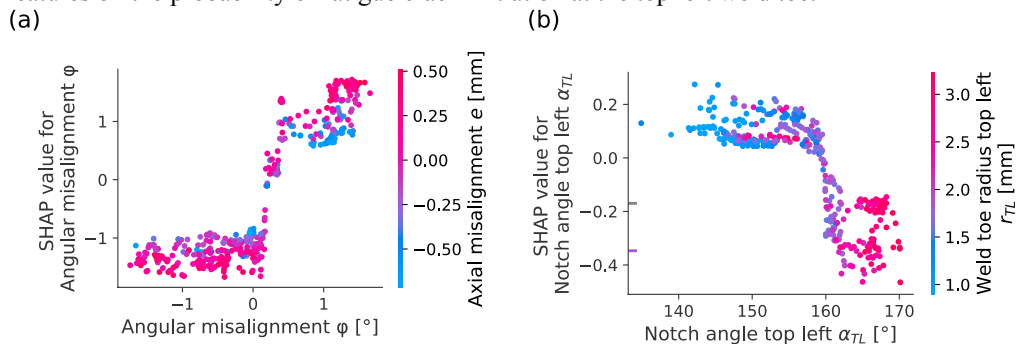 (a)
(b)
SHAP value for
Angular misalignment φ
1
0
−1
−1
0
1
Angular misalignment φ [°]
0.50
0.25
0.00
−0.25
−0.50
Axial misalignment e [mm]
SHAP value for
Notch angle top left αTL
0.2
0.0
−0.2
−0.4
140
150
160
170
Notch angle top left αTL [°]
3.0
2.5
2.0
1.5
1.0
Weld toe radius top left
rTL [mm]